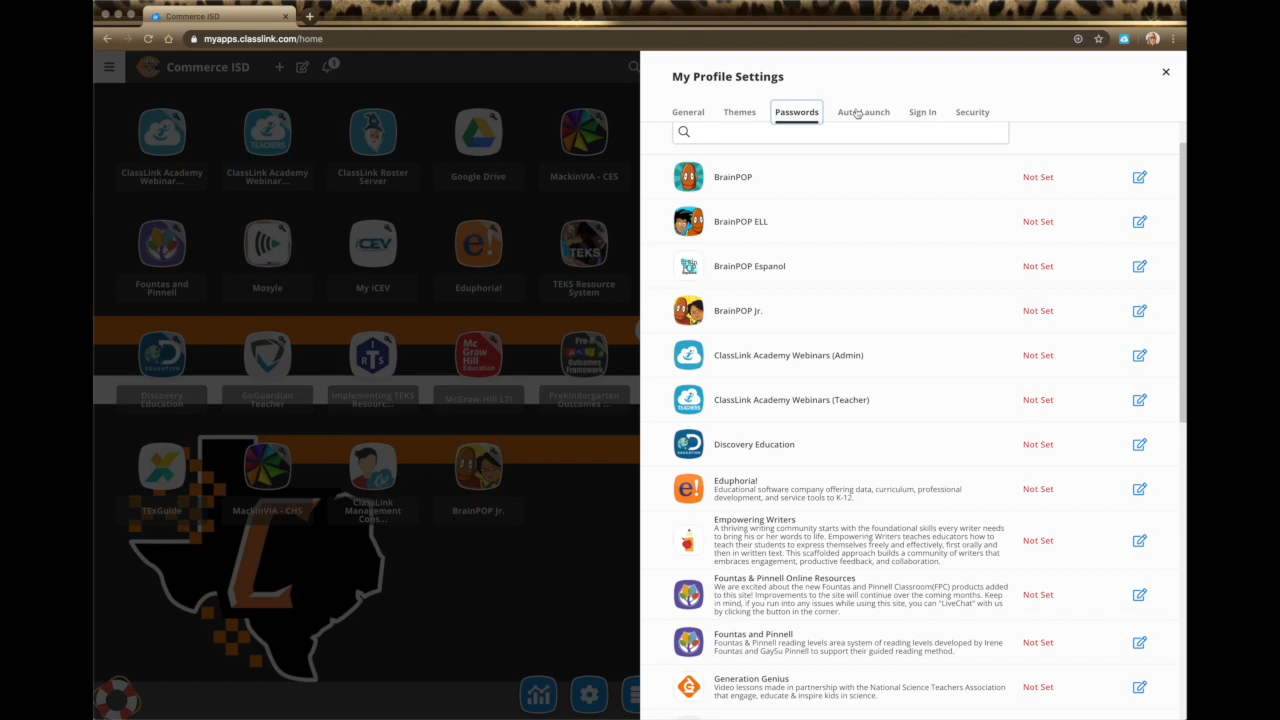 Commerce ISD
myapps.classlink.com/home
Commerce ISD
1
ClassLink Academy
Webinar...
ClassLink Academy
Webinar...
ClassLink Roster
Server
Google Drive
MackinVIA - CES
Fountas and
Pinnell
Mosyle
My iCEV
Eduphoria!
TEKS Resource
System
Discovery
Education
GoGuardian
Teacher
Implementing TEKS
Resourc...
McGraw-Hill LTI
Prekindergarten
Outcomes ...
TExGuide
MackinVIA - CHS
ClassLink
Management
Cons...
BrainPOP Jr.
TEACHERS
iCEV
e!
TEKS
EDUCATION
RTS
Mc
Graw
Hill
Education
Pre-K
Outcomes
Framework
C
My Profile Settings
General
Themes
Passwords
Auto Launch
Sign In
Security
BrainPOP
Not Set
BrainPOP ELL
Not Set
BrainPOP Espanol
Not Set
BrainPOP Jr.
Not Set
ClassLink Academy Webinars (Admin)
Not Set
ClassLink Academy Webinars (Teacher)
Not Set
Discovery Education
Not Set
Eduphoria!
Educational software company offering data, curriculum, professional
development, and service tools to K-12.
Not Set
Empowering Writers
A thriving writing community starts with the foundational skills every writer needs
to bring his or her words to life. Empowering Writers teaches educators how to
teach their students to express themselves freely and effectively, first orally and
then in written text. This scaffolded approach builds a community of writers that
embraces engagement, productive feedback, and collaboration.
Not Set
Fountas & Pinnell Online Resources
We are excited about the new Fountas and Pinnell Classroom(FPC) products added
to this site! Improvements to the site will continue over the coming months. Keep
in mind, if you run into any issues while using this site, you can "LiveChat" with us
by clicking the button in the corner.
Not Set
Fountas and Pinnell
Fountas & Pinnell reading levels area system of reading levels developed by Irene
Fountas and GaySu Pinnell to support their guided reading method.
Not Set
Generation Genius
Video lessons made in partnership with the National Science Teachers Association
that engage, educate & inspire kids in science.
Not Set